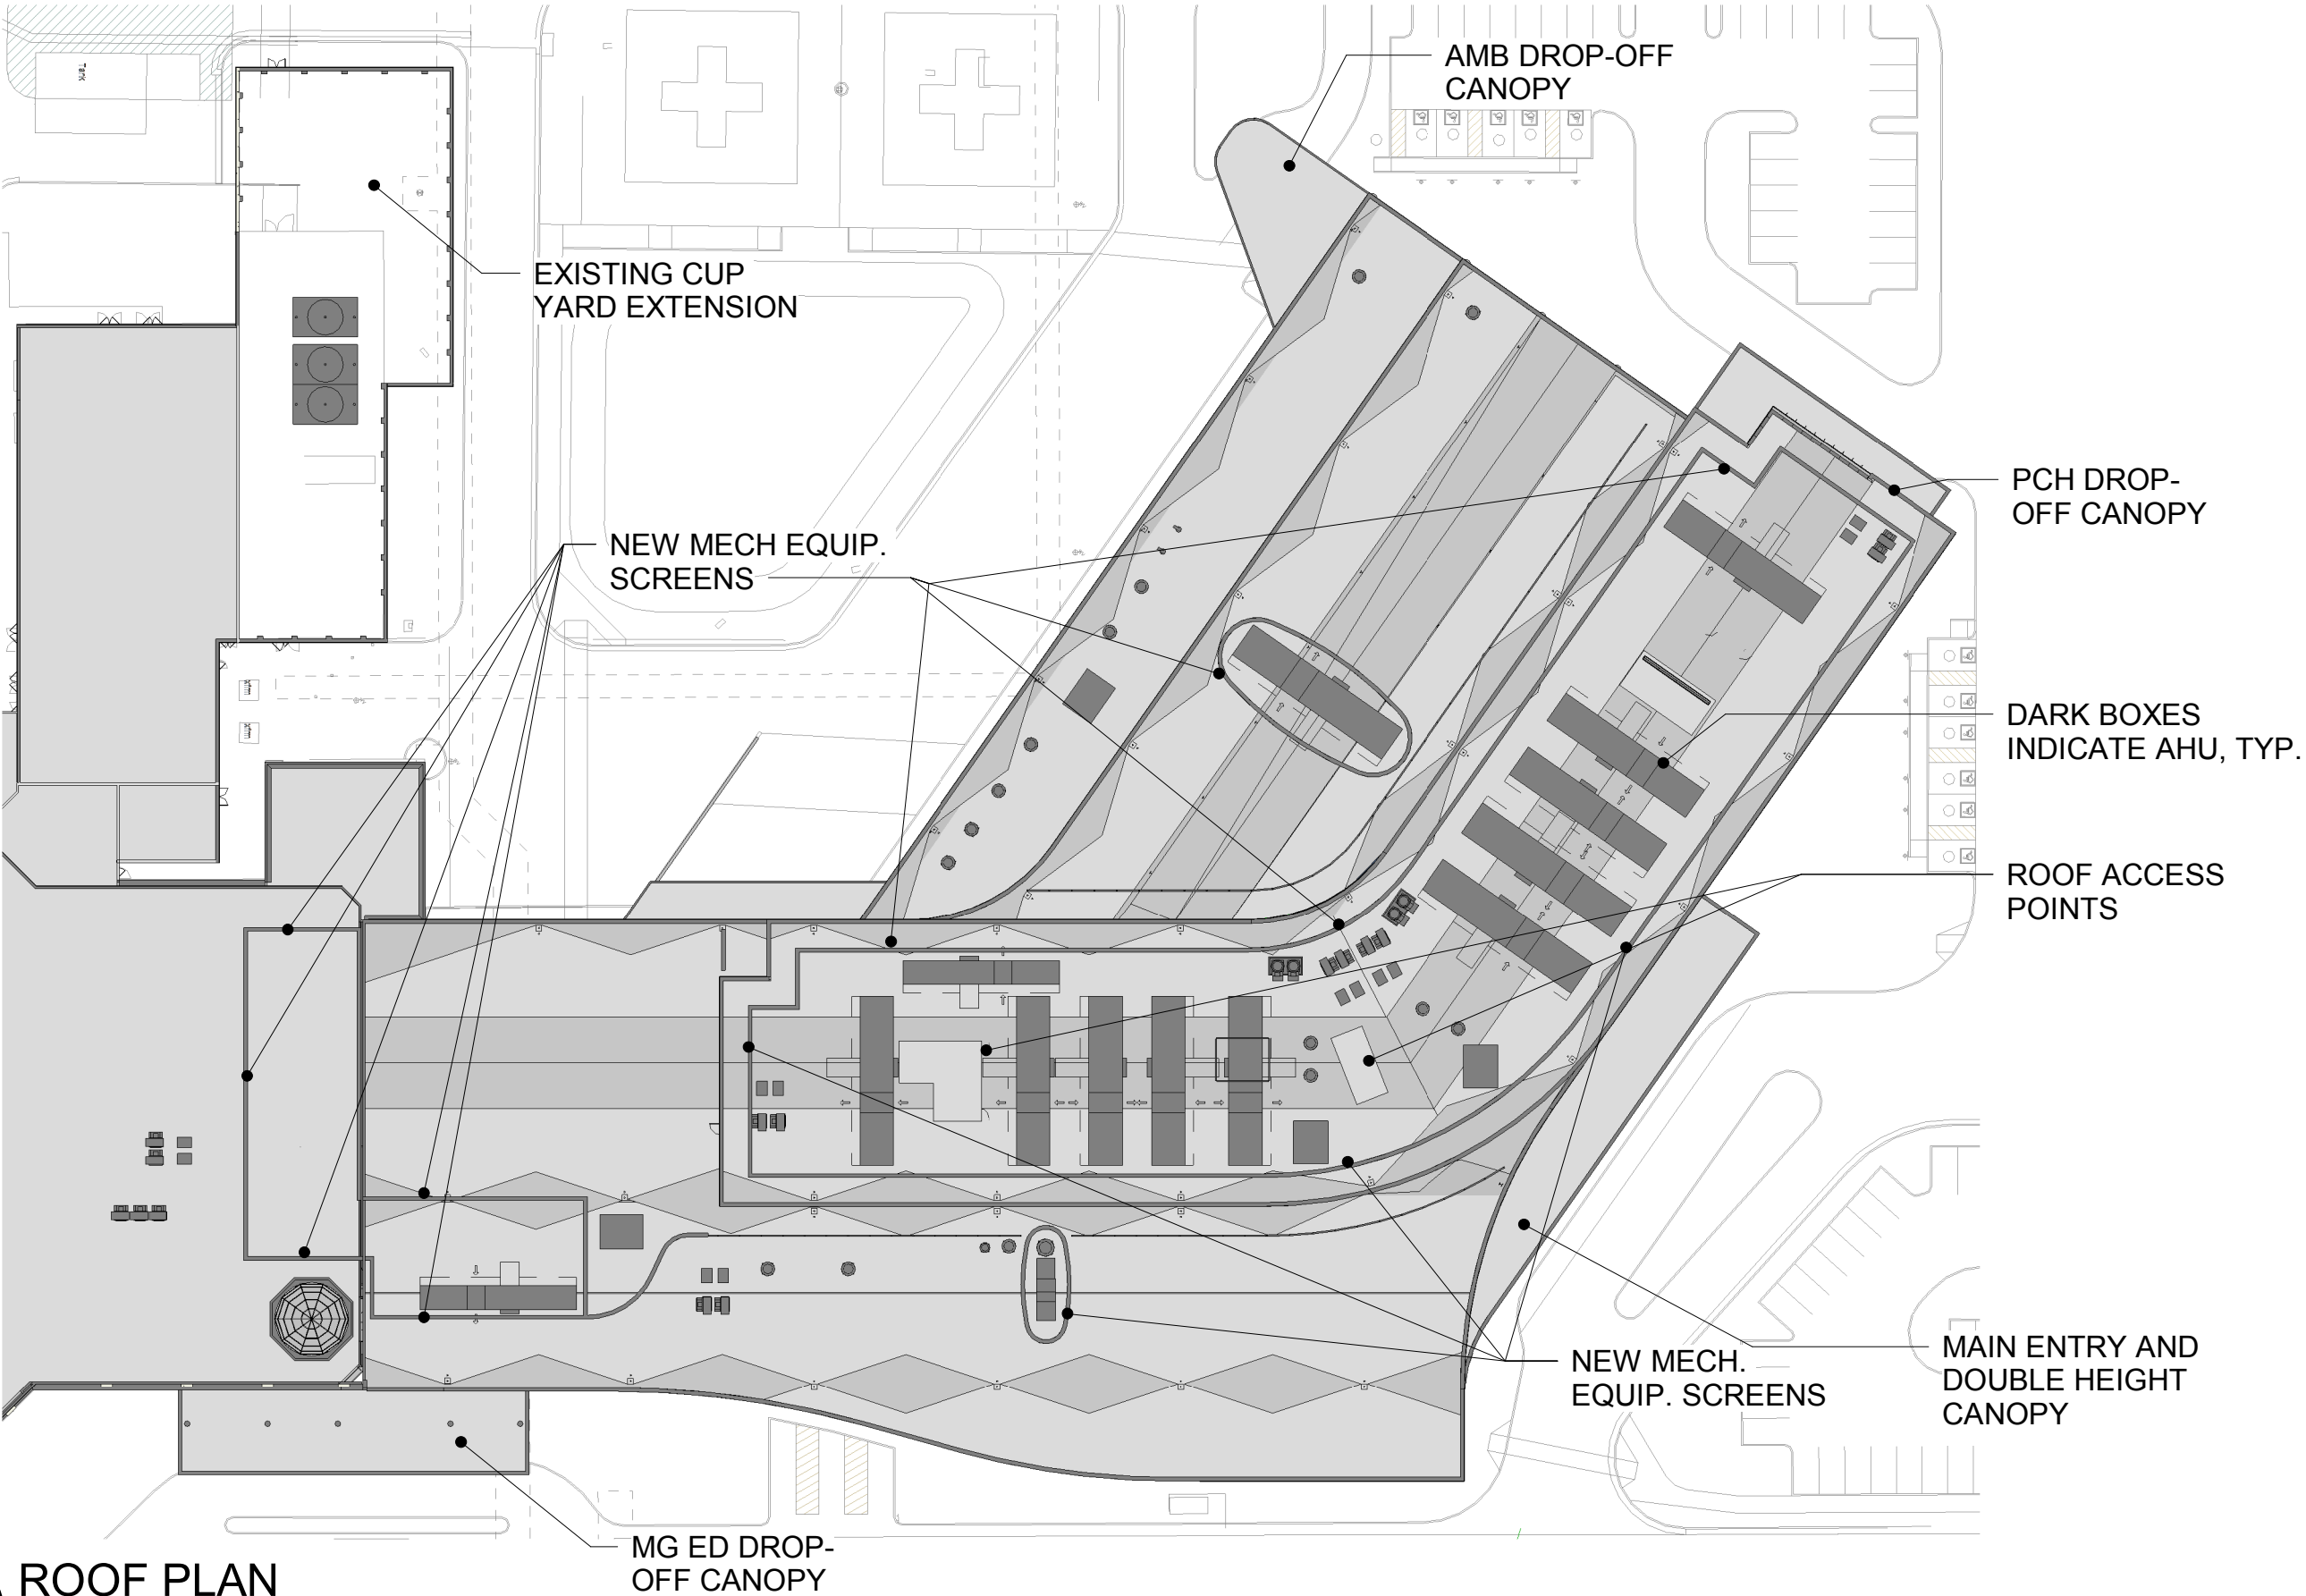 AMB DROP-OFF
CANOPY
Tank
EXISTING CUP
YARD EXTENSION
PCH DROP-
OFF CANOPY
NEW MECH EQUIP.
SCREENS
DARK BOXES
INDICATE AHU, TYP.
ROOF ACCESS
POINTS
NEW MECH.
EQUIP. SCREENS
MAIN ENTRY AND
DOUBLE HEIGHT
CANOPY
MG ED DROP-
OFF CANOPY
ROOF PLAN